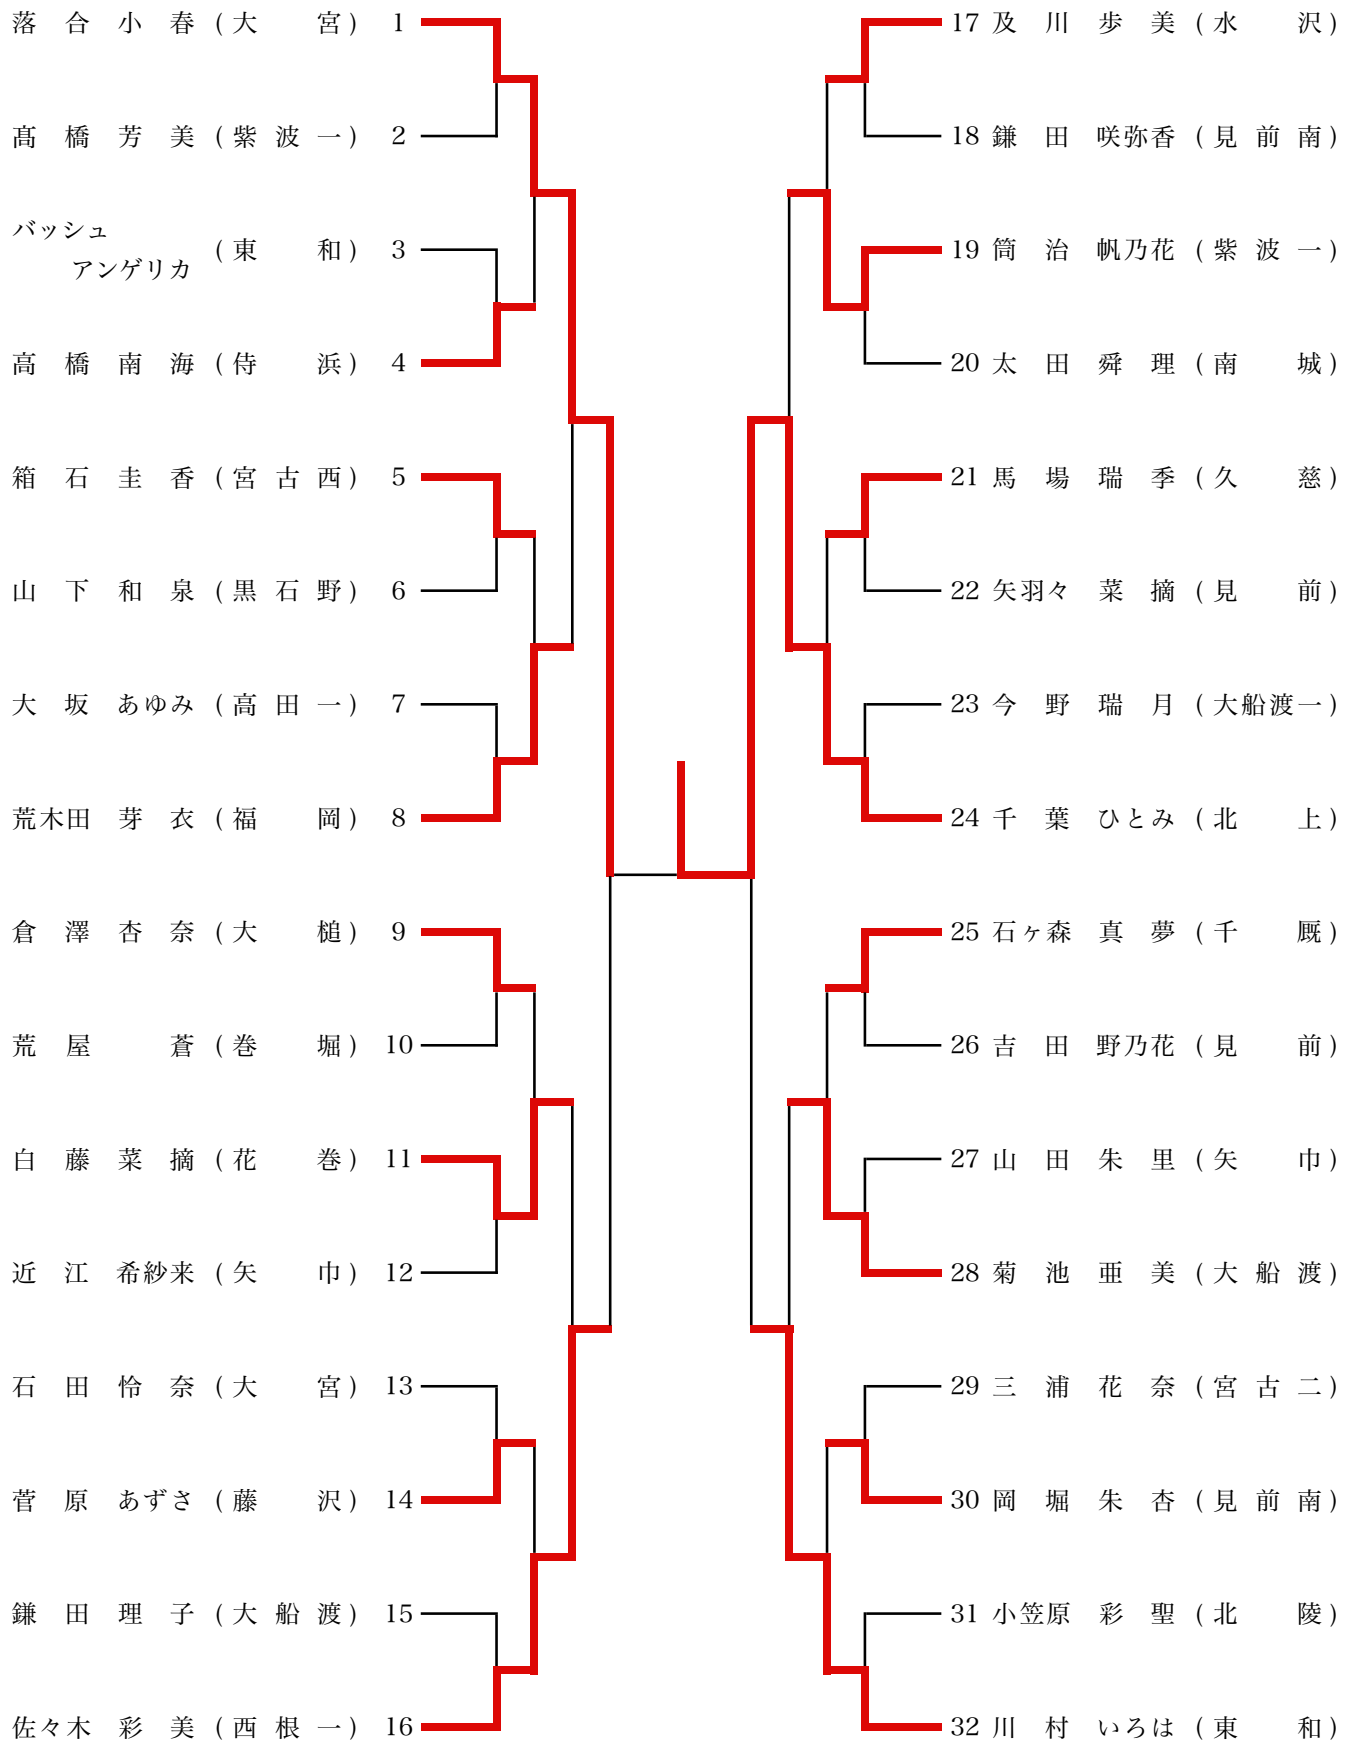 落合小春 (大宮) 1
髙橋芳美 (紫波一) 2
バッシュ
アンゲリカ
(東和) 3
高橋南海 (侍浜) 4
箱石圭香 (宮古西) 5
山下和泉 (黒石野) 6
大坂あゆみ (高田一) 7
荒木田芽衣 (福岡) 8
倉澤杏奈 (大槌) 9
荒屋蒼 (巻堀) 10
白藤菜摘 (花巻) 11
近江希紗来 (矢巾) 12
石田怜奈 (大宮) 13
菅原あずさ (藤沢) 14
鎌田理子 (大船渡) 15
佐々木彩美 (西根一) 16
17 及川歩美 (水沢)
18 鎌田咲弥香 (見前南)
19 筒治帆乃花 (紫波一)
20 太田舜理 (南城)
21 馬場瑞季 (久慈)
22 矢羽々菜摘 (見前)
23 今野瑞月 (大船渡一)
24 千葉ひとみ (北上)
25 石ヶ森真夢 (千厩)
26 吉田野乃花 (見前)
27 山田朱里 (矢巾)
28 菊池亜美 (大船渡)
29 三浦花奈 (宮古二)
30 岡堀朱杏 (見前南)
31 小笠原彩聖 (北陵)
32 川村いろは (東和)